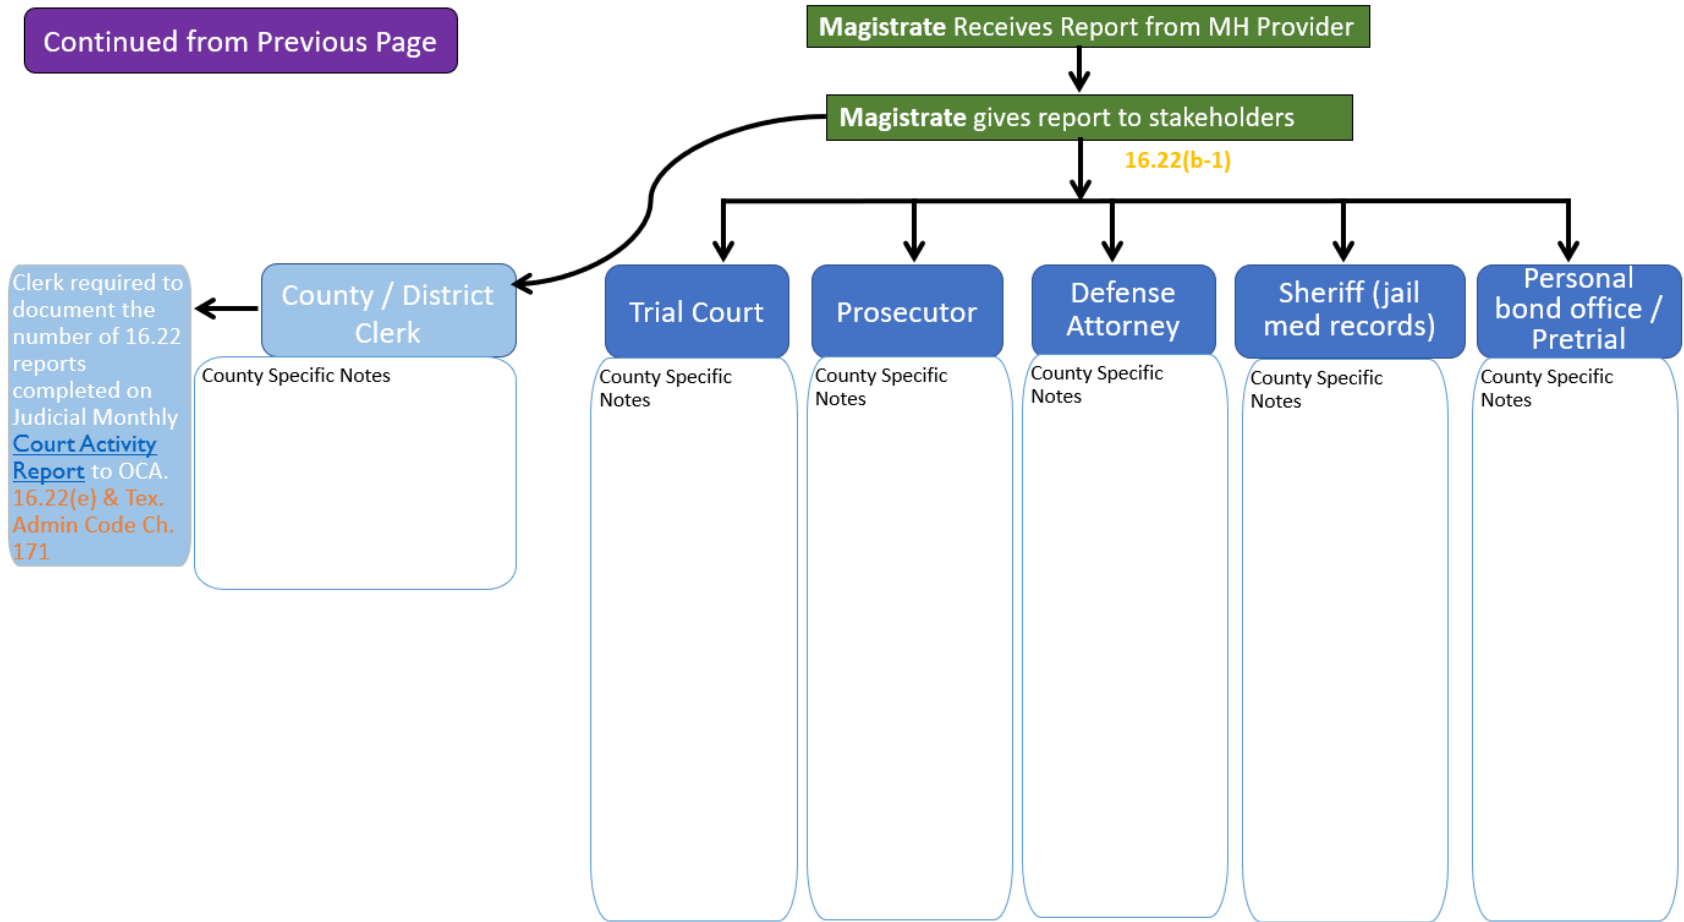 Continued from Previous Page
Magistrate Receives Report from MH Provider
Magistrate gives report to stakeholders
16.22(b-1)
Clerk required to
document the
number of 16.22
reports
completed on
Judicial Monthly
Court Activity
Report to OCA.
16.22(e) & Tex.
Admin Code Ch.
171
County / District
Clerk
County Specific Notes
Trial Court
County Specific
Notes
Prosecutor
County Specific
Notes
Defense
Attorney
County Specific
Notes
Sheriff (jail
med records)
County Specific
Notes
Personal
bond office /
Pretrial
County Specific
Notes